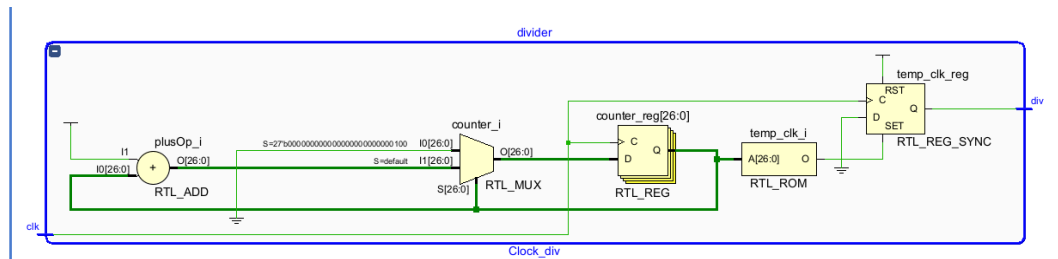 divider
temp_clk_reg
RST
C
Q
D
SET
RTL_REG_SYNC
div
counter_reg[26:0]
C
D
Q
RTL_REG
temp_clk_i
A[26:0]
O
RTL_ROM
counter_i
S=27'b000000000000000000000000100
I0[26:0]
S=default
I1[26:0]
O[26:0]
S[26:0]
RTL_MUX
plusOp_i
I1
I0[26:0]
+
O[26:0]
RTL_ADD
clk
Clock_div